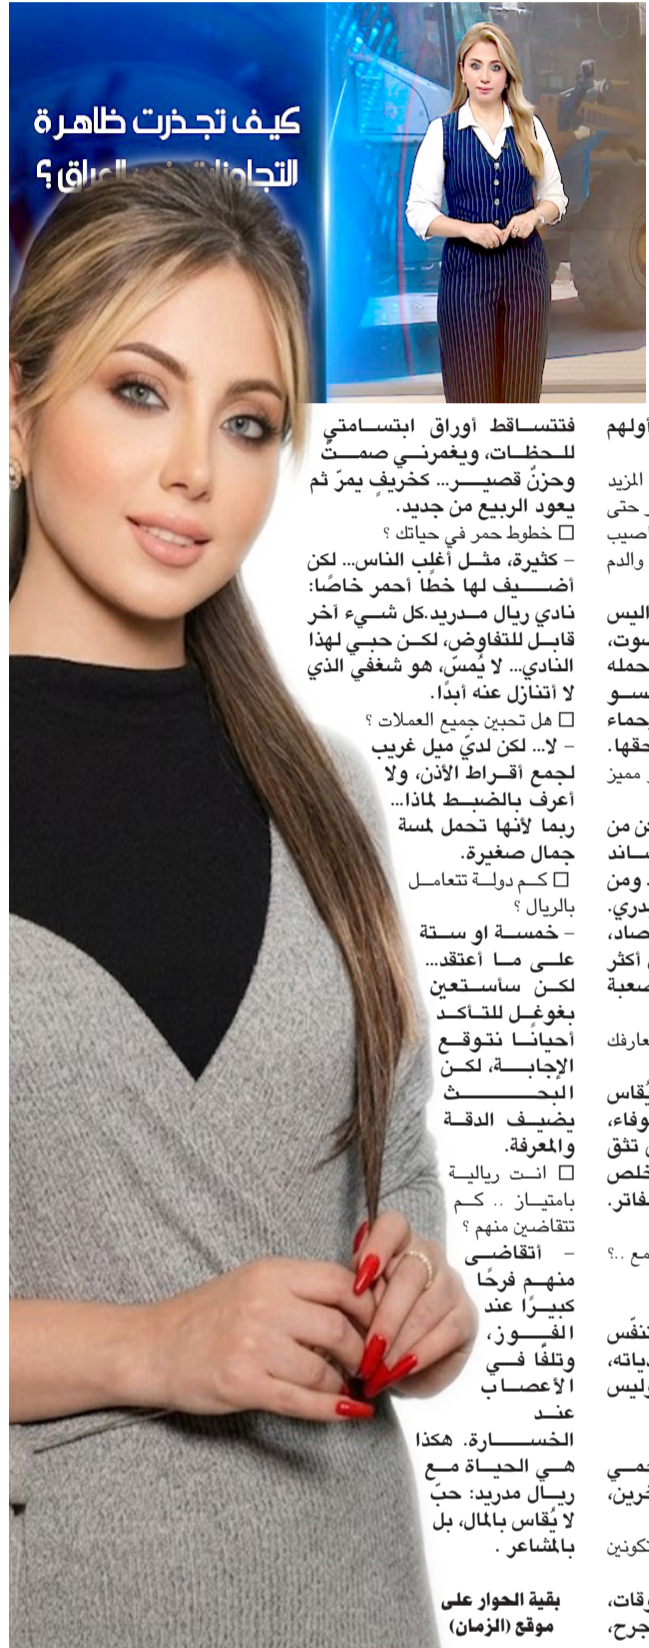 كيف تجذرت ظاهرة
العراق ؟
فتتساقط أوراق ابتسامتي
للحظات، ويغمرني صمتٌ
وحزنٌ قصير... كخريفٍ يمرّ ثم
يعود الربيع من جديد.
□ خطوط حمر في حياتك ؟
- كثيرة، مثل أغلب الناس... لكن
أضيف لها خطًا أحمر خاصًا:
نادي ريال مدريد.كل شيء آخر
قابل للتفاوض، لكن حبي لهذا
النادي... لا يُمسّ، هو شغفي الذي
لا أتنازل عنه أبدًا.
□ هل تحبين جميع العملات ؟
- لا... لكن لديّ ميل غريب
لجمع أقراط الأذن، ولا
أعرف بالضبط لماذا...
ربما لأنها تحمل لمسة
جمال صغيرة.
□ كم دولة تتعامل
بالريال ؟
- خمسة او ستة
على ما أعتقد...
لكن سأستعين
بغوغل للتأكد
أحيانًا نتوقع
الإجابة، لكن
البحث
يضيف الدقة
والمعرفة.
□ انت ريالية
بامتياز .. كم
تتقاضين منهم ؟
- أتقاضى
منهم فرحًا
كبيرًا عند
الفوز،
وتلفًا في
الأعصاب
عند
الخسارة. هكذا
هي الحياة مع
ريال مدريد: حبّ
لا يُقاس بالمال، بل
بالمشاعر .
بقية الحوار على
موقع (الزمان)